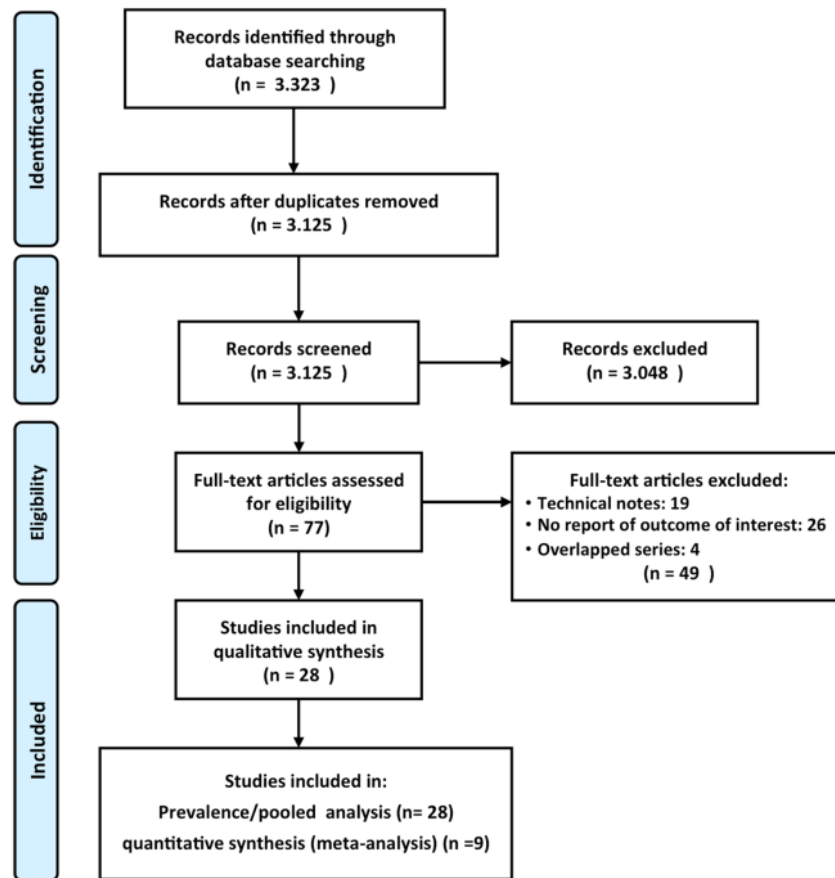 Identification
Records identified through
database searching
(n = 3.323 )
Records after duplicates removed
(n = 3.125 )
Screening
Records screened
(n = 3.125 )
Records excluded
(n = 3.048 )
Eligibility
Full-text articles assessed
for eligibility
(n = 77)
Full-text articles excluded:
• Technical notes: 19
• No report of outcome of interest: 26
• Overlapped series: 4
(n = 49 )
Included
Studies included in
qualitative synthesis
(n = 28 )
Studies included in:
Prevalence/pooled analysis (n= 28)
quantitative synthesis (meta-analysis) (n =9)